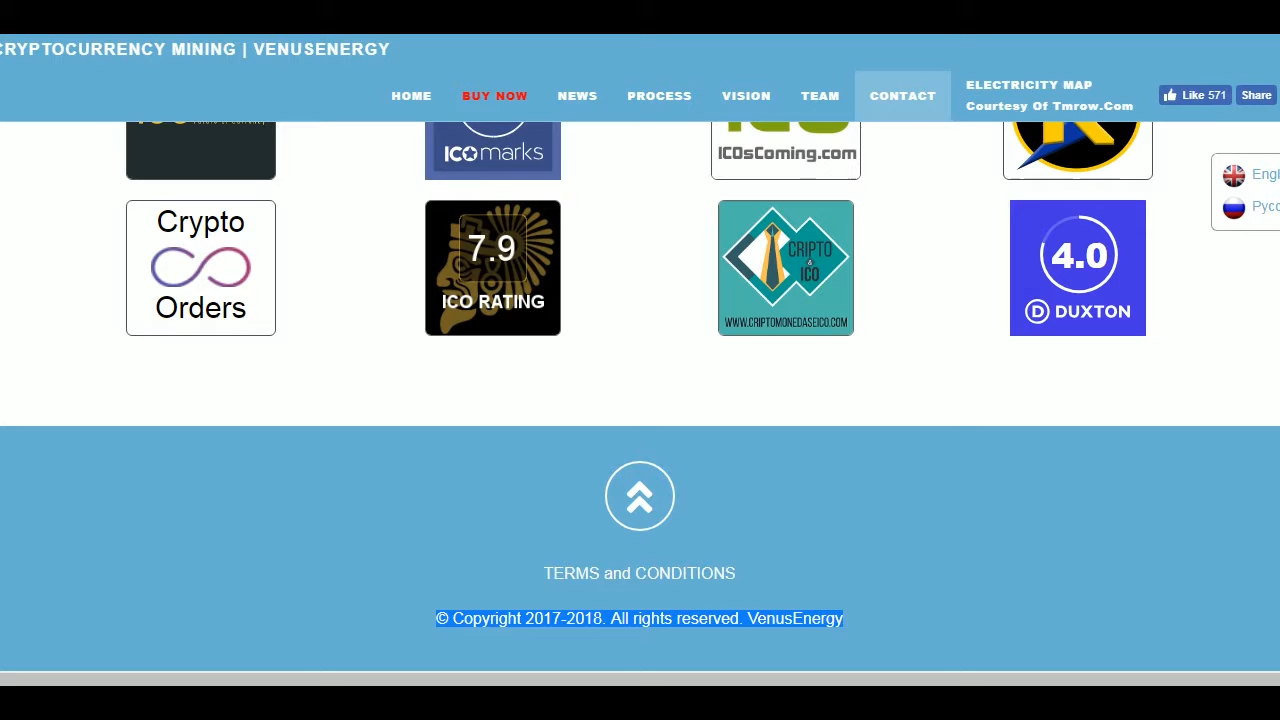 CRYPTOCURRENCY MINING | VENUSENERGY
HOME BUY NOW NEWS PROCESS VISION TEAM CONTACT
ELECTRICITY MAP
Courtesy Of Tmrow.Com
Like 571 Share
ICOmarks
ICOsComing.com
Engl
Русс
Crypto
Orders
7.9
ICO RATING
CRIPTO
&
ICO
WWW.CRIPTOMONEDASEICO.COM
4.0
D DUXTON
TERMS and CONDITIONS
© Copyright 2017-2018. All rights reserved. VenusEnergy